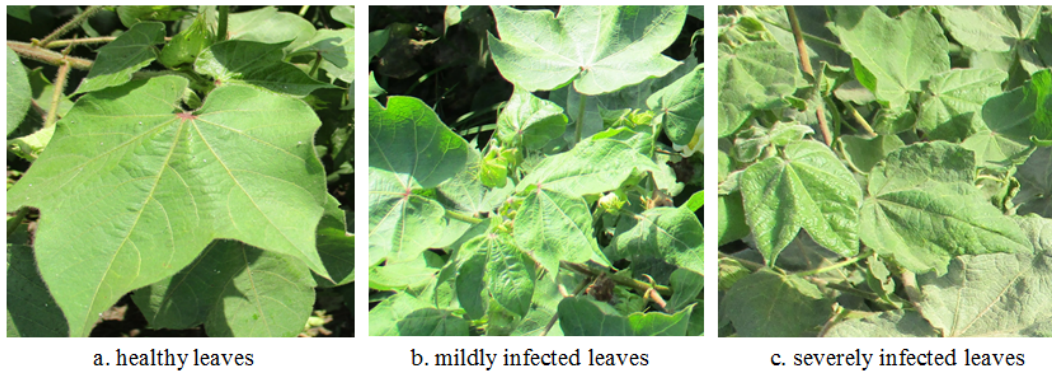 a. healthy leaves
b. mildly infected leaves
c. severely infected leaves